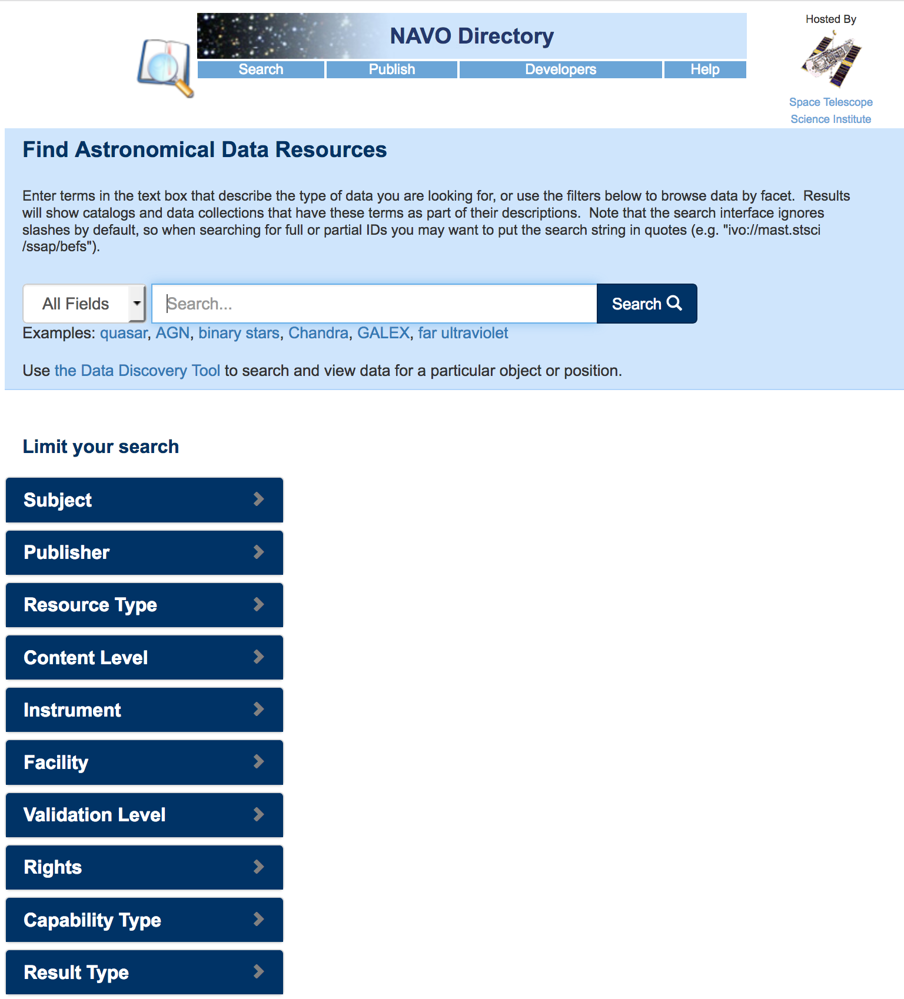 NAVO Directory
Search Publish Developers Help
Hosted By
Space Telescope
Science Institute
Find Astronomical Data Resources
Enter terms in the text box that describe the type of data you are looking for, or use the filters below to browse data by facet.  Results
will show catalogs and data collections that have these terms as part of their descriptions.  Note that the search interface ignores
slashes by default, so when searching for full or partial IDs you may want to put the search string in quotes (e.g. "ivo://mast.stsci
/ssap/befs").
All Fields Search... Search
Examples: quasar, AGN, binary stars, Chandra, GALEX, far ultraviolet
Use the Data Discovery Tool to search and view data for a particular object or position.
Limit your search
Subject
Publisher
Resource Type
Content Level
Instrument
Facility
Validation Level
Rights
Capability Type
Result Type